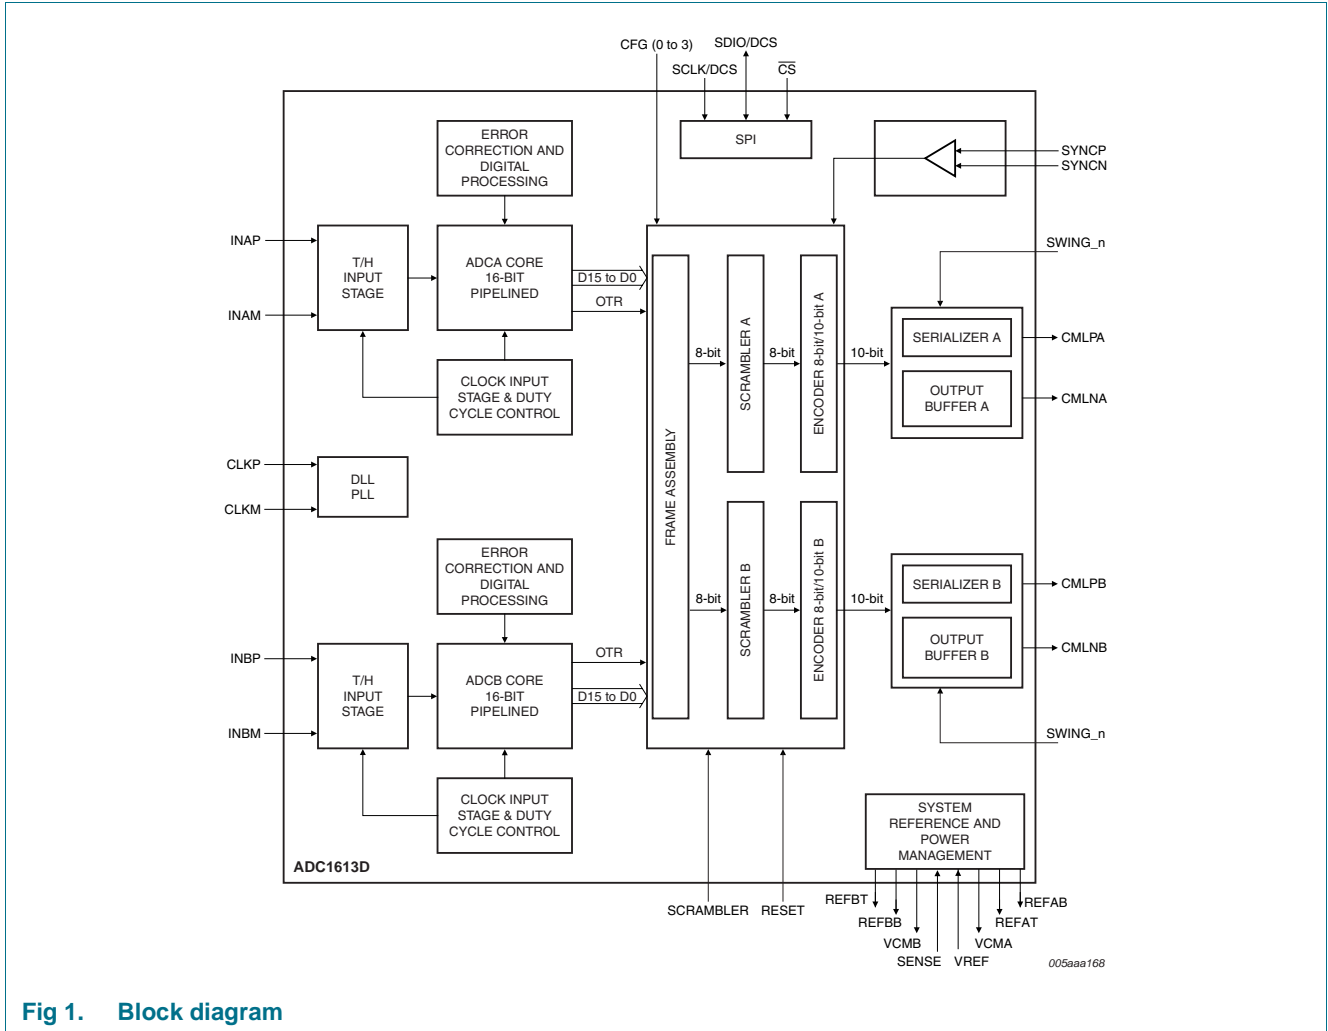 CFG (0 to 3)
SDIO/DCS
SCLK/DCS
CS
SPI
SYNCP
SYNCN
ERROR
CORRECTION AND
DIGITAL
PROCESSING
INAP
INAM
T/H
INPUT
STAGE
ADCA CORE
16-BIT
PIPELINED
D15 to D0
OTR
CLOCK INPUT
STAGE & DUTY
CYCLE CONTROL
CLKP
CLKM
DLL
PLL
FRAME ASSEMBLY
8-bit
SCRAMBLER A
8-bit
ENCODER 8-bit/10-bit A
10-bit
SWING_n
SERIALIZER A
OUTPUT
BUFFER A
CMLPA
CMLNA
ERROR
CORRECTION AND
DIGITAL
PROCESSING
INBP
INBM
T/H
INPUT
STAGE
ADCB CORE
16-BIT
PIPELINED
OTR
D15 to D0
CLOCK INPUT
STAGE & DUTY
CYCLE CONTROL
8-bit
SCRAMBLER B
8-bit
ENCODER 8-bit/10-bit B
10-bit
SERIALIZER B
OUTPUT
BUFFER B
CMLPB
CMLNB
SWING_n
SYSTEM
REFERENCE AND
POWER
MANAGEMENT
ADC1613D
SCRAMBLER
RESET
REFBT
REFBB
VCMB
SENSE
VREF
VCMA
REFAT
REFAB
005aaa168
Fig 1. Block diagram